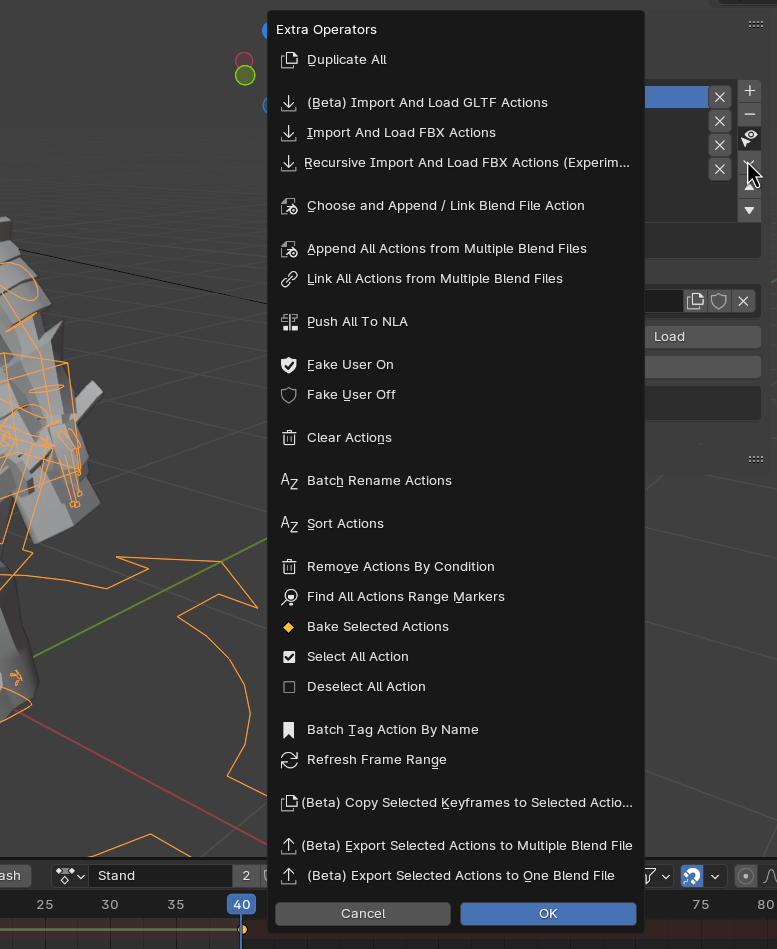 Extra Operators
Duplicate All
(Beta) Import And Load GLTF Actions
Import And Load FBX Actions
Recursive Import And Load FBX Actions (Experim...
Choose and Append / Link Blend File Action
Append All Actions from Multiple Blend Files
Link All Actions from Multiple Blend Files
Push All To NLA
Load
Fake User On
Fake User Off
Clear Actions
Batch Rename Actions
Sort Actions
Remove Actions By Condition
Find All Actions Range Markers
Bake Selected Actions
Select All Action
Deselect All Action
Batch Tag Action By Name
Refresh Frame Range
(Beta) Copy Selected Keyframes to Selected Actio...
(Beta) Export Selected Actions to Multiple Blend File
(Beta) Export Selected Actions to One Blend File
ash Stand 2
Cancel OK
25 30 35 40 75 80